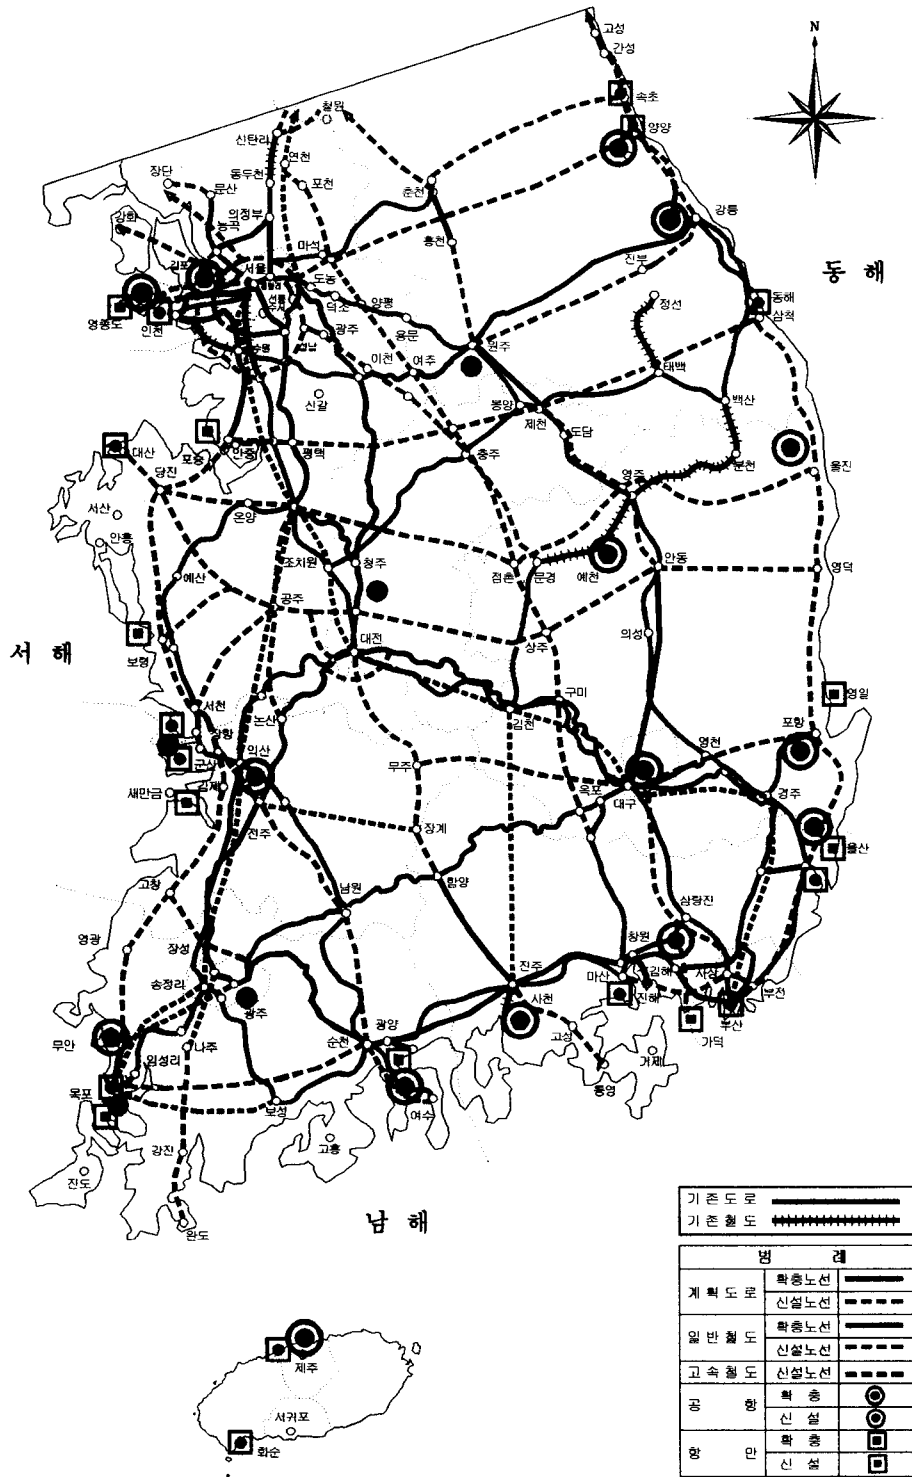 N
고성
간성
속초
양양
철원
신탄리
연천
장단
동두천
포천
문산
춘천
의정부
강릉
강화
능곡
마석
홍천
동해
진부
김포
서울
도농
정선
덕소
양평
동해
영종도
인천
삼척
용문
수원
성남
광주
원주
이천
여주
태백
신갈
봉양
제천
백산
도담
대산
포승
안중
평택
충주
분천
울진
당진
영주
서산
온양
안흥
조치원
청주
점촌
문경
예천
안동
영덕
예산
공주
서해
보령
대전
상주
의성
영일
서천
논산
구미
김천
포항
장항
익산
영천
군산
무주
새만금
김제
옥포
대구
경주
전주
장계
울산
함양
고창
남원
삼랑진
영광
장성
창원
송정리
진주
마산
김해
사상
부전
광주
사천
진해
부산
무안
순천
광양
고성
가덕
임성리
나주
거제
목포
통영
보성
여수
강진
고흥
진도
남해
완도
기존도로
기존철도
범 례
계획도로 확충노선
신설노선
일반철도 확충노선
신설노선
고속철도 신설노선
공 항 확 충
신 설
항 만 확 충
신 설
제주
서귀포
화순